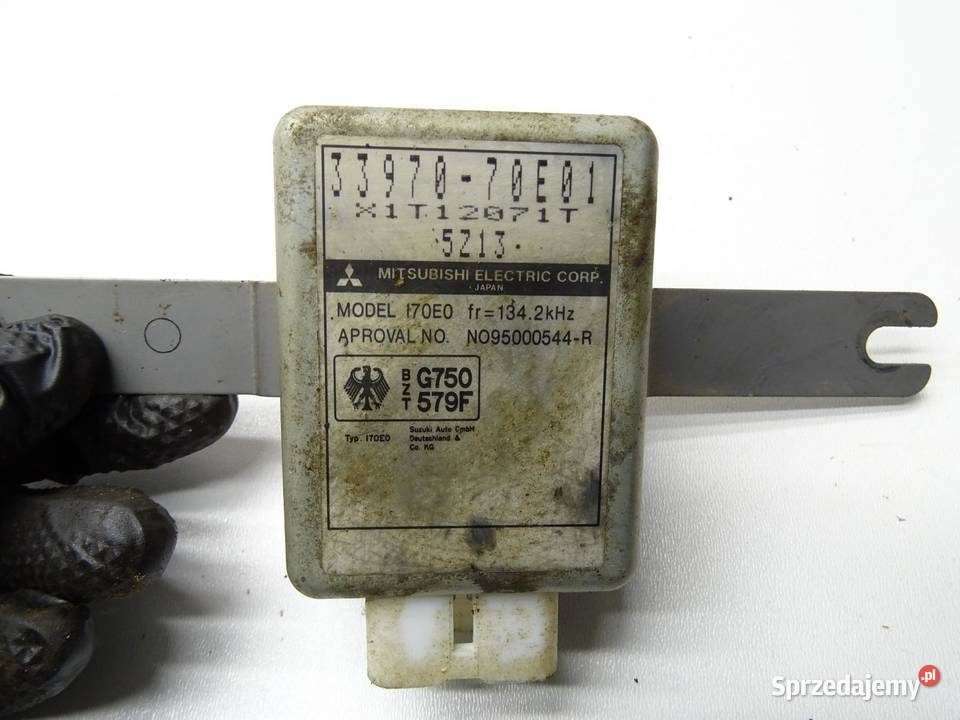 33970-70E01
X1T12071T
5Z13
MITSUBISHI ELECTRIC CORP.
JAPAN
MODEL I70E0 fr=134.2kHz
APROVAL NO. NO95000544-R
BZT G750
579F
Typ. I70E0
Suzuki Auto GmbH
Deutschland &
Co. KG
Sprzedajemy.pl